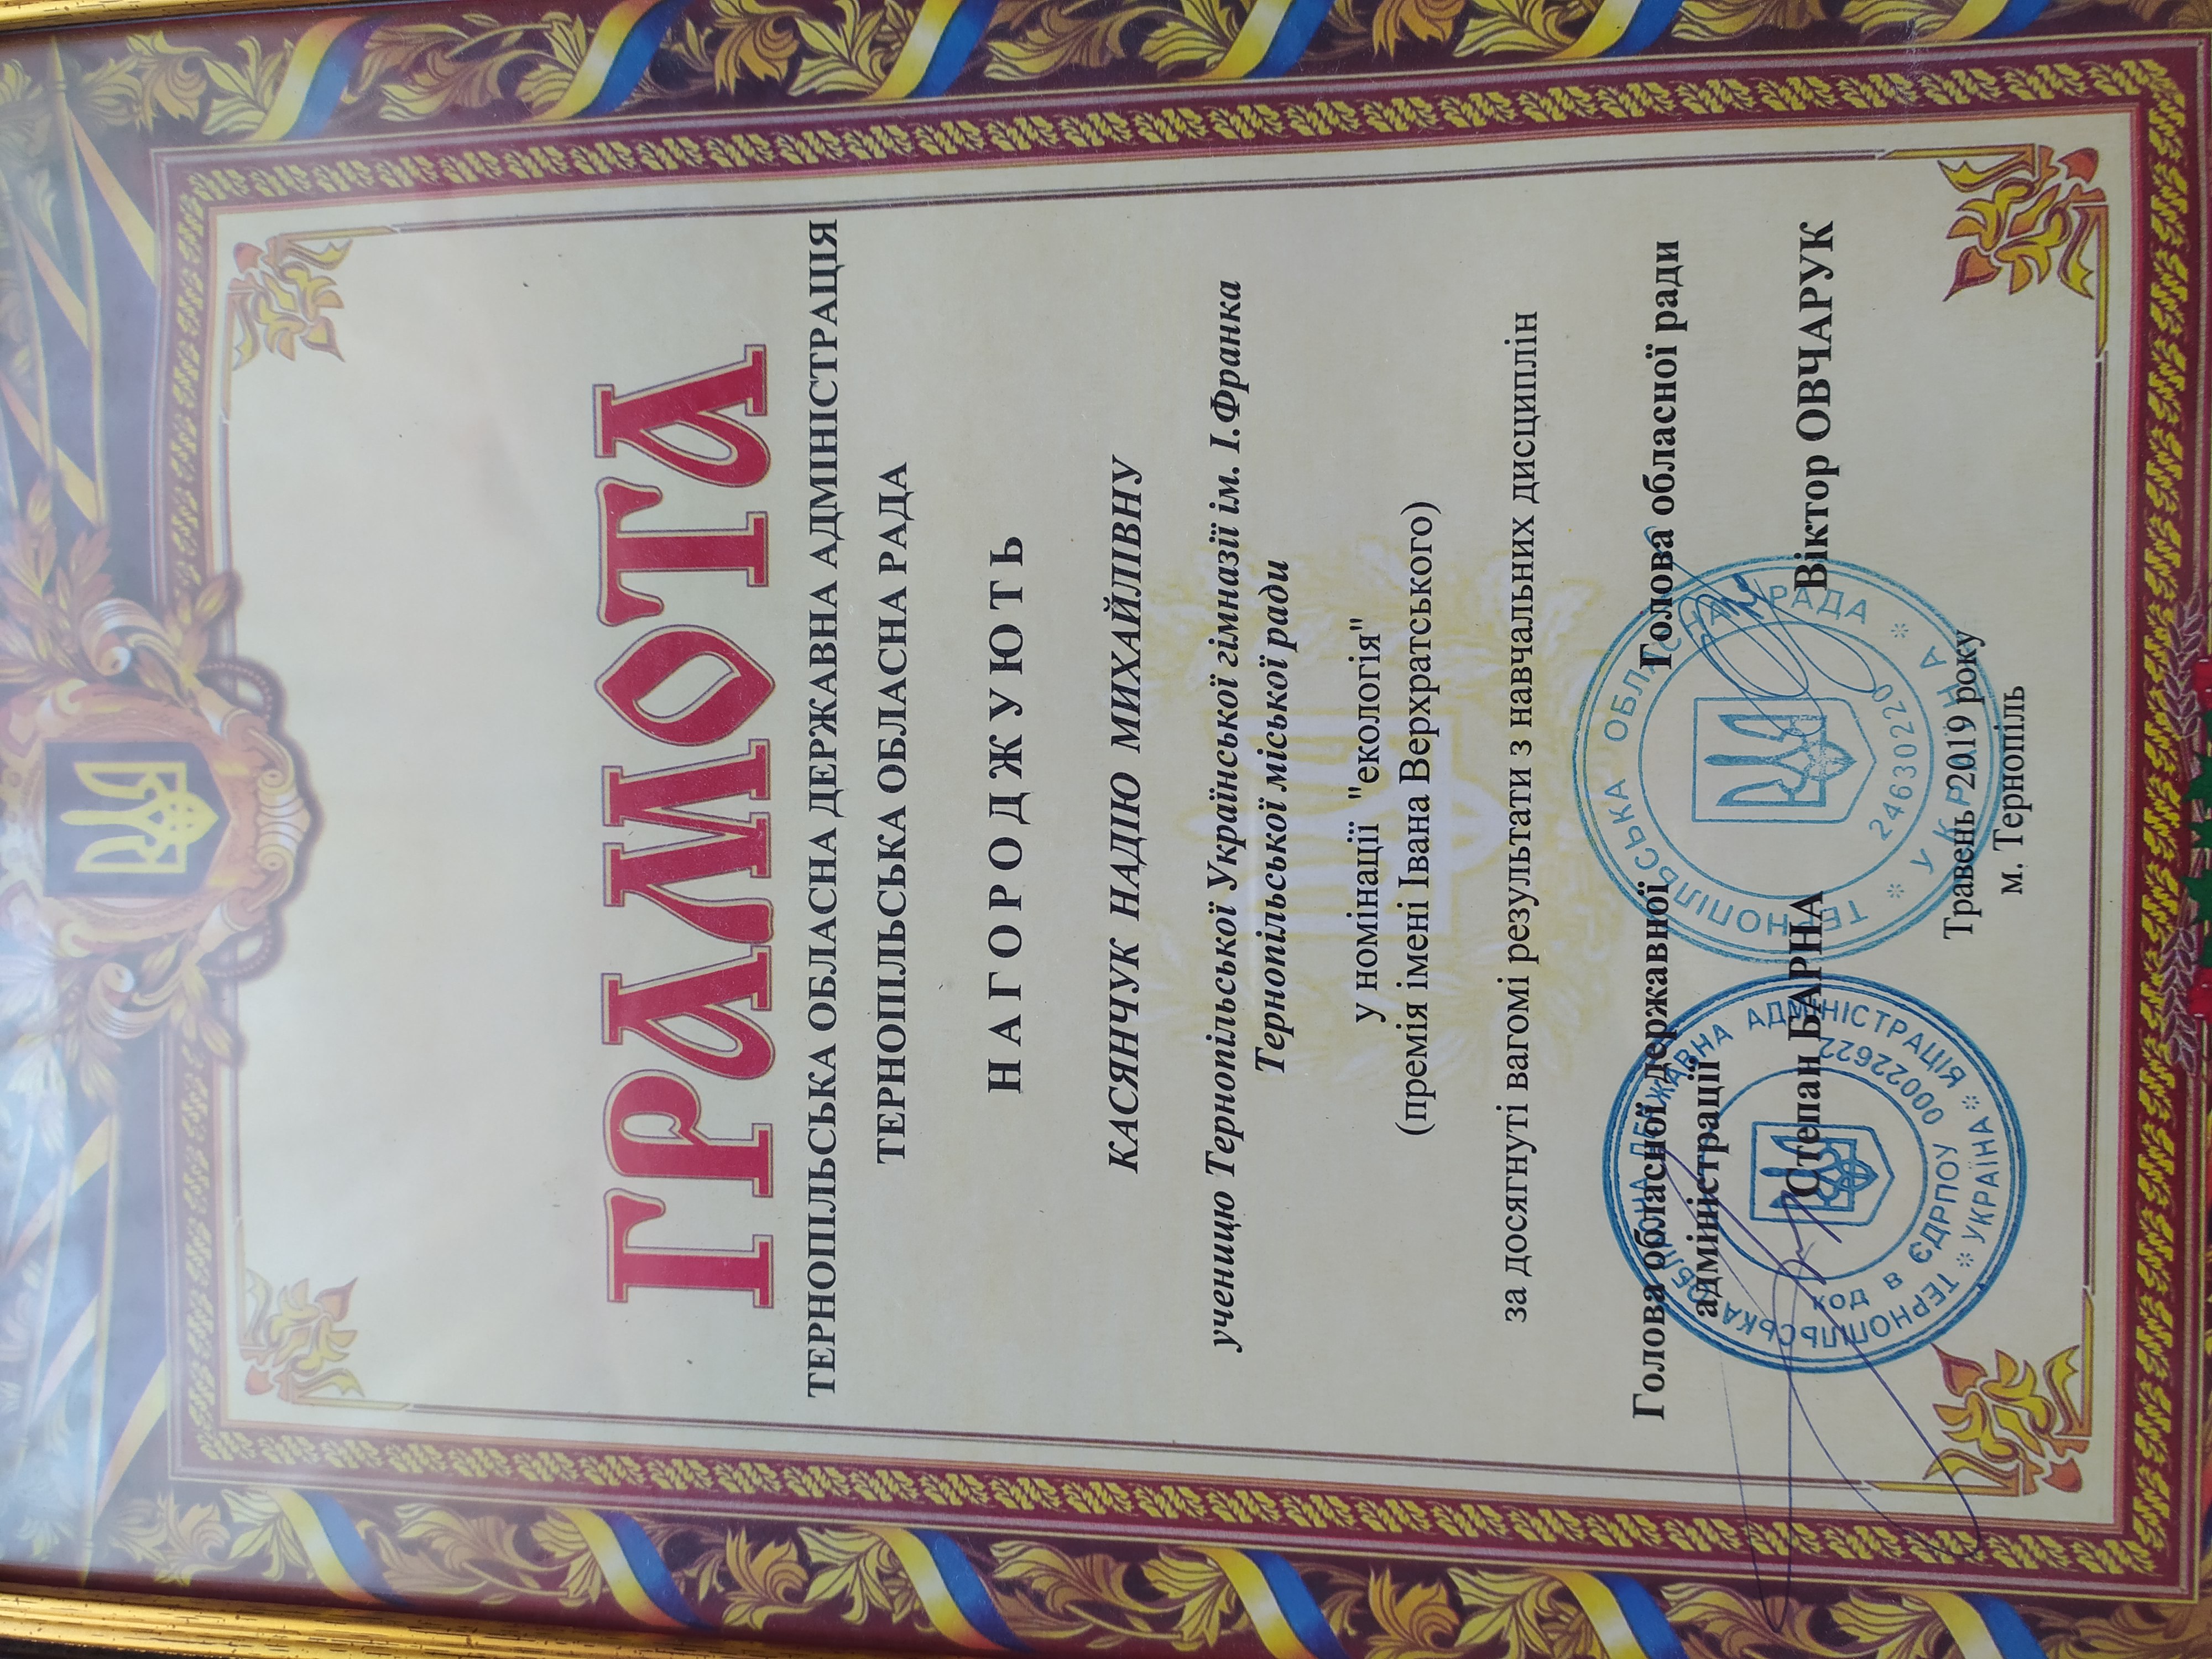 ГРАМОТА
ТЕРНОПІЛЬСЬКА ОБЛАСНА ДЕРЖАВНА АДМІНІСТРАЦІЯ
ТЕРНОПІЛЬСЬКА ОБЛАСНА РАДА
НАГОРОДЖУЮТЬ
КАСЯНЧУК НАДІЮ МИХАЙЛІВНУ
ученицю Тернопільської Української гімназії ім. І.Франка
Тернопільської міської ради
у номінації "екологія"
(премія імені Івана Верхратського)
за досягнуті вагомі результати з навчальних дисциплін
Голова обласної державної
адміністрації
Степан БАРНА
Голова обласної ради
Віктор ОВЧАРУК
Травень 2019 року
м. Тернопіль
ТЕРНОПІЛЬСЬКА ОБЛАСНА ДЕРЖАВНА АДМІНІСТРАЦІЯ
* УКРАЇНА *
КОД В ЄДРПОУ 00022622
ТЕРНОПІЛЬСЬКА ОБЛАСНА РАДА
* УКРАЇНА *
24630220